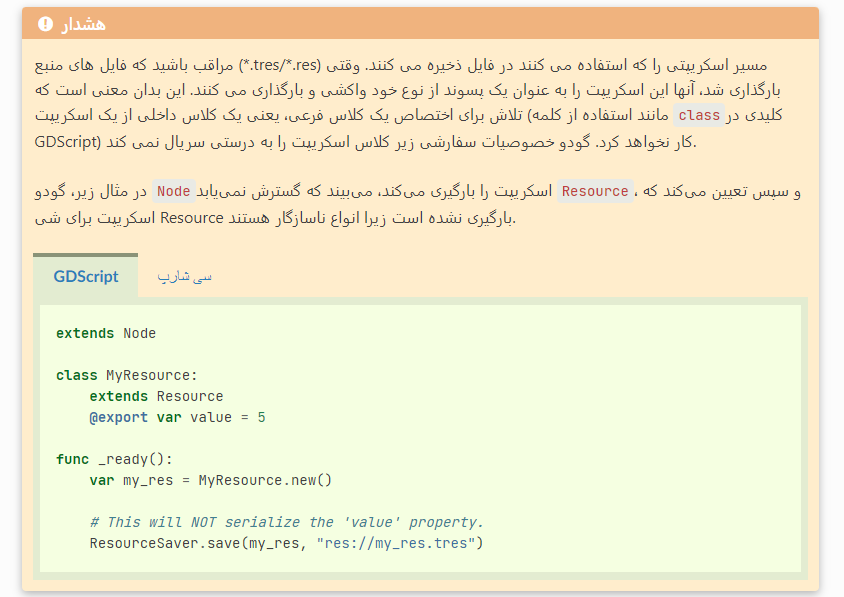 هشدار
مراقب باشید که فایل های منبع (*.tres/*.res) مسیر اسکریپتی را که استفاده می کنند در فایل ذخیره می کنند. وقتی
بارگذاری شد، آنها این اسکریپت را به عنوان یک پسوند از نوع خود واکشی و بارگذاری می کنند. این بدان معنی است که
تلاش برای اختصاص یک کلاس فرعی، یعنی یک کلاس داخلی از یک اسکریپت (مانند استفاده از کلمه class کلیدی در
GDScript) کار نخواهد کرد. گودو خصوصیات سفارشی زیر کلاس اسکریپت را به درستی سریال نمی کند.
در مثال زیر، گودو Node اسکریپت را بارگیری می‌کند، می‌بیند که گسترش نمی‌یابد Resource ، و سپس تعیین می‌کند که
اسکریپت برای شی Resource بارگیری نشده است زیرا انواع ناسازگار هستند.
GDScript سی شارپ
extends Node
class MyResource:
    extends Resource
    @export var value = 5
func _ready():
    var my_res = MyResource.new()
    # This will NOT serialize the 'value' property.
    ResourceSaver.save(my_res, "res://my_res.tres")